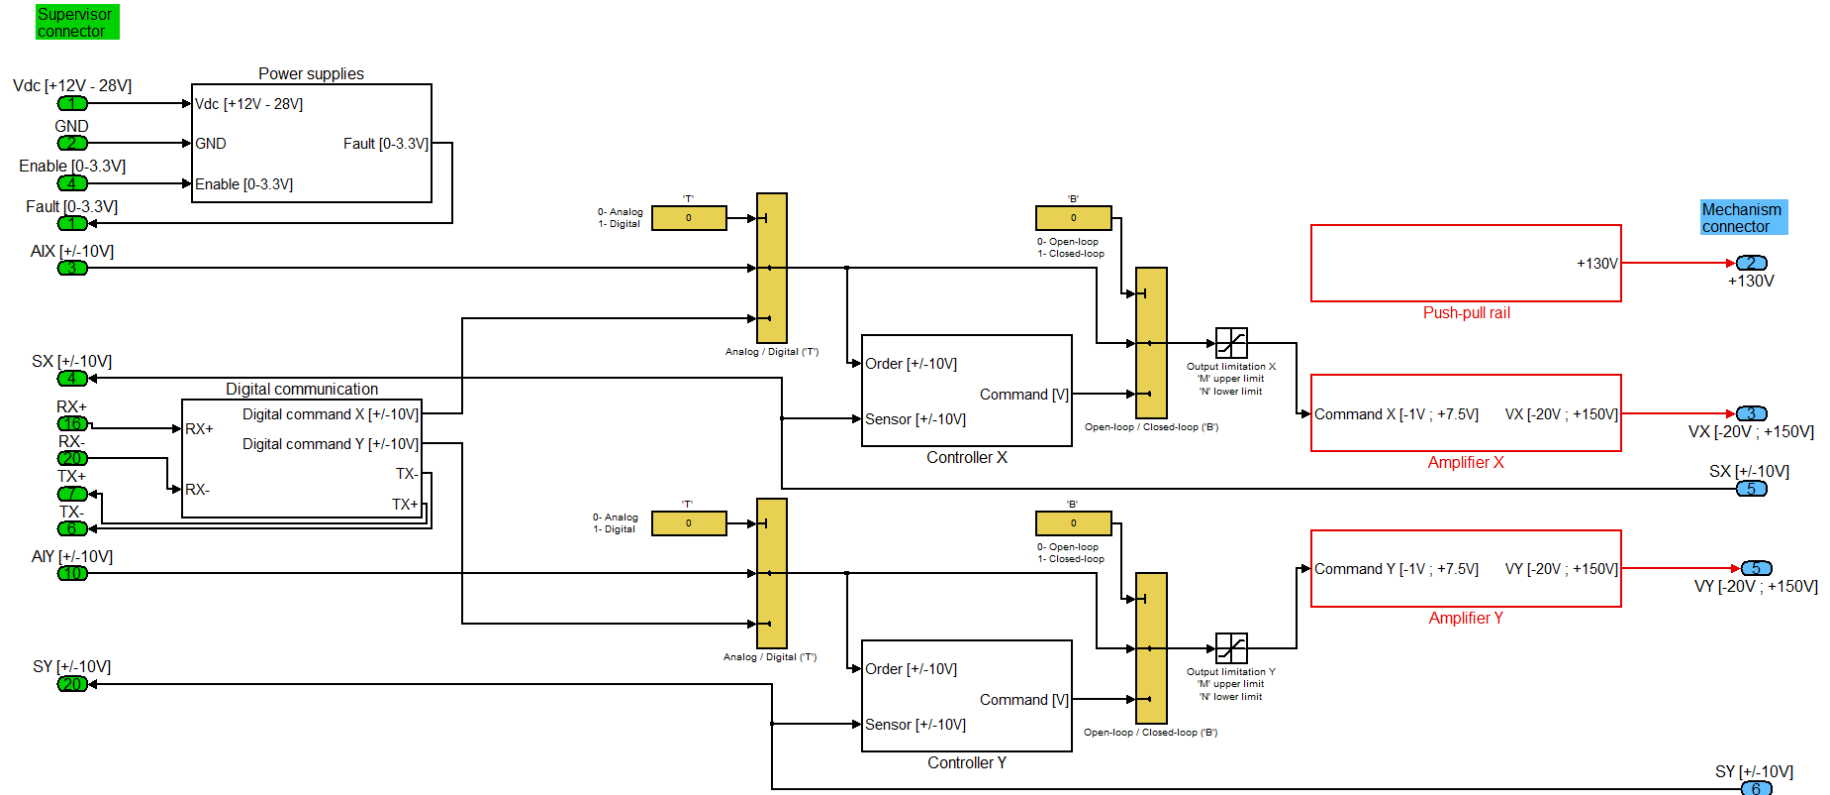 Supervisor
connector
Power supplies
Vdc [+12V - 28V]
1
Vdc [+12V - 28V]
GND
2
GND
Fault [0-3.3V]
Enable [0-3.3V]
4
Enable [0-3.3V]
Fault [0-3.3V]
1
'T'
0- Analog
1- Digital
0
'B'
0
0- Open-loop
1- Closed-loop
Mechanism
connector
AIX [+/-10V]
3
+130V
2
+130V
Push-pull rail
Analog / Digital ('T')
SX [+/-10V]
4
Order [+/-10V]
Command [V]
Sensor [+/-10V]
Controller X
Output limitation X
'M' upper limit
'N' lower limit
Open-loop / Closed-loop ('B')
Command X [-1V ; +7.5V]
VX [-20V ; +150V]
Amplifier X
3
VX [-20V ; +150V]
SX [+/-10V]
5
Digital communication
RX+
16
RX+
Digital command X [+/-10V]
Digital command Y [+/-10V]
RX-
20
RX-
TX-
TX+
TX+
7
TX-
6
'T'
0- Analog
1- Digital
0
'B'
0
0- Open-loop
1- Closed-loop
AIY [+/-10V]
10
Command Y [-1V ; +7.5V]
VY [-20V ; +150V]
Amplifier Y
5
VY [-20V ; +150V]
Analog / Digital ('T')
SY [+/-10V]
20
Order [+/-10V]
Command [V]
Sensor [+/-10V]
Controller Y
Output limitation Y
'M' upper limit
'N' lower limit
Open-loop / Closed-loop ('B')
SY [+/-10V]
6